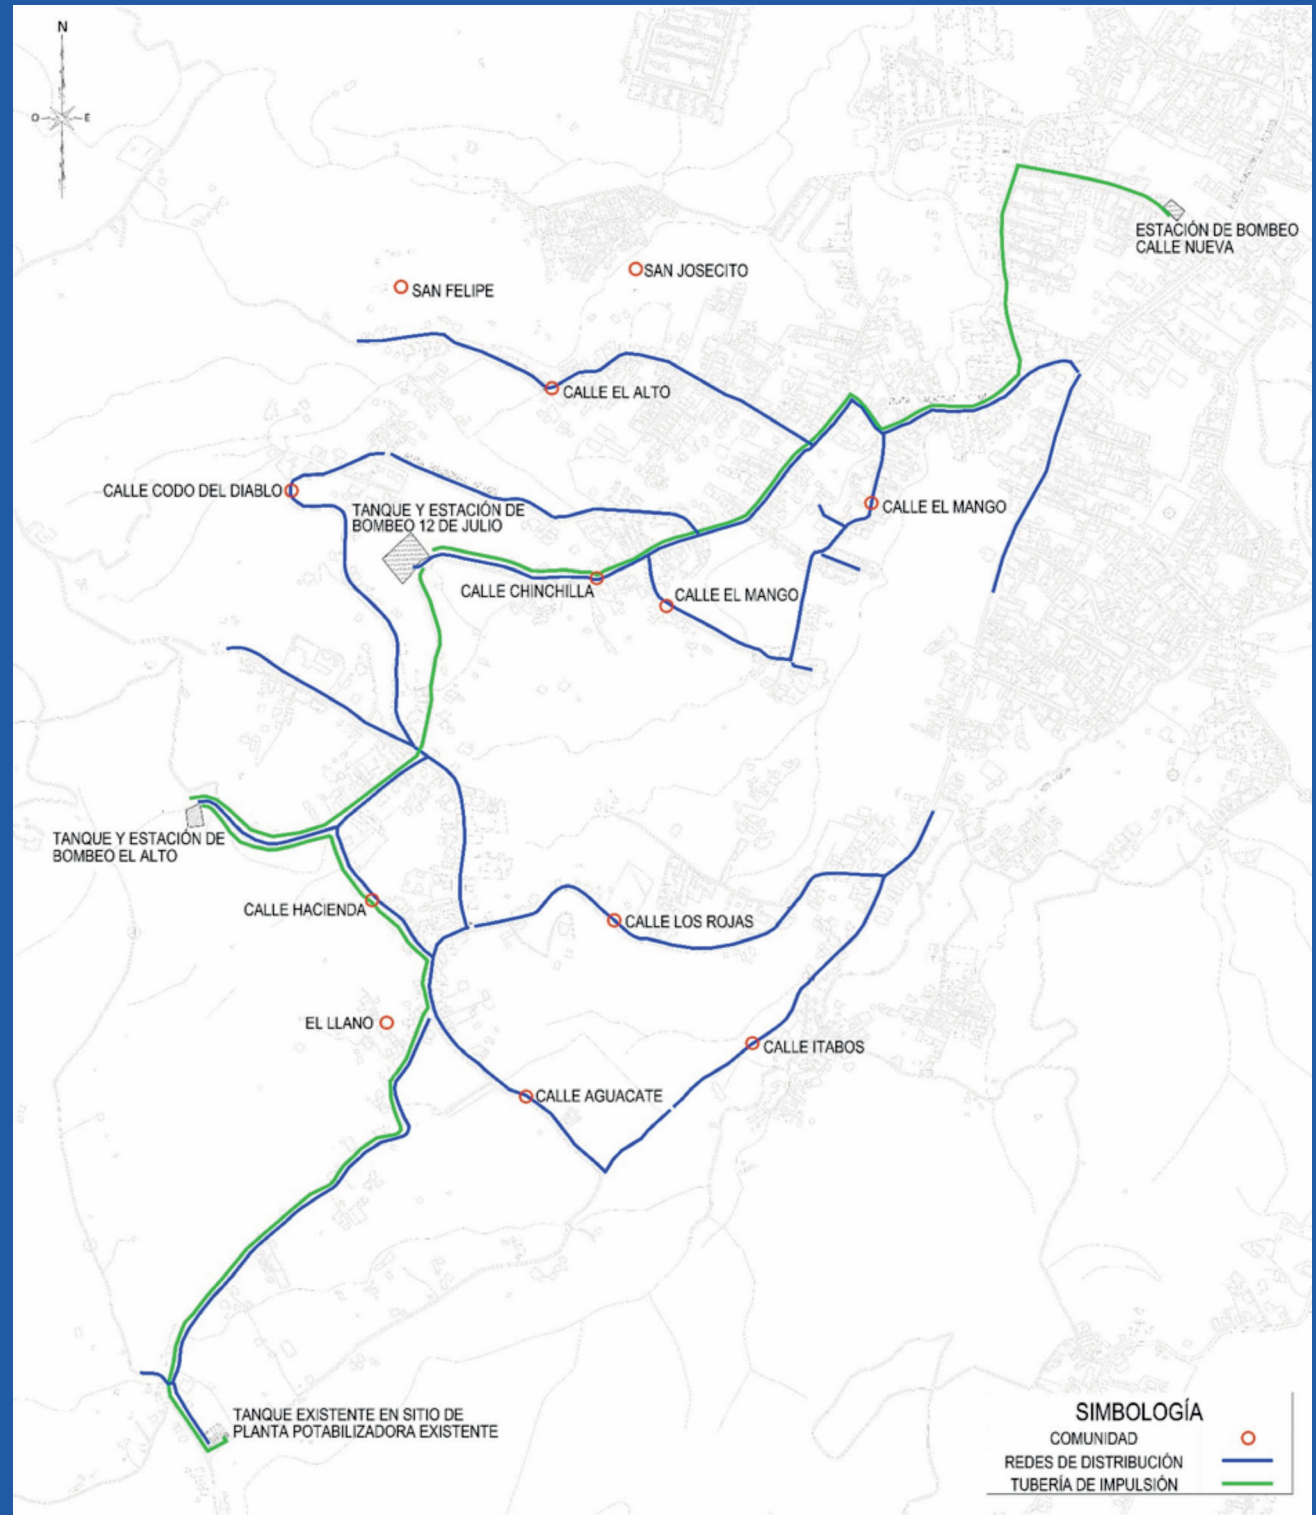 N
O
E
ESTACIÓN DE BOMBEO
CALLE NUEVA
SAN JOSECITO
SAN FELIPE
CALLE EL ALTO
CALLE CODO DEL DIABLO
TANQUE Y ESTACIÓN DE
BOMBEO 12 DE JULIO
CALLE EL MANGO
CALLE CHINCHILLA
CALLE EL MANGO
TANQUE Y ESTACIÓN DE
BOMBEO EL ALTO
CALLE HACIENDA
CALLE LOS ROJAS
EL LLANO
CALLE ITABOS
CALLE AGUACATE
TANQUE EXISTENTE EN SITIO DE
PLANTA POTABILIZADORA EXISTENTE
SIMBOLOGÍA
COMUNIDAD
REDES DE DISTRIBUCIÓN
TUBERÍA DE IMPULSIÓN